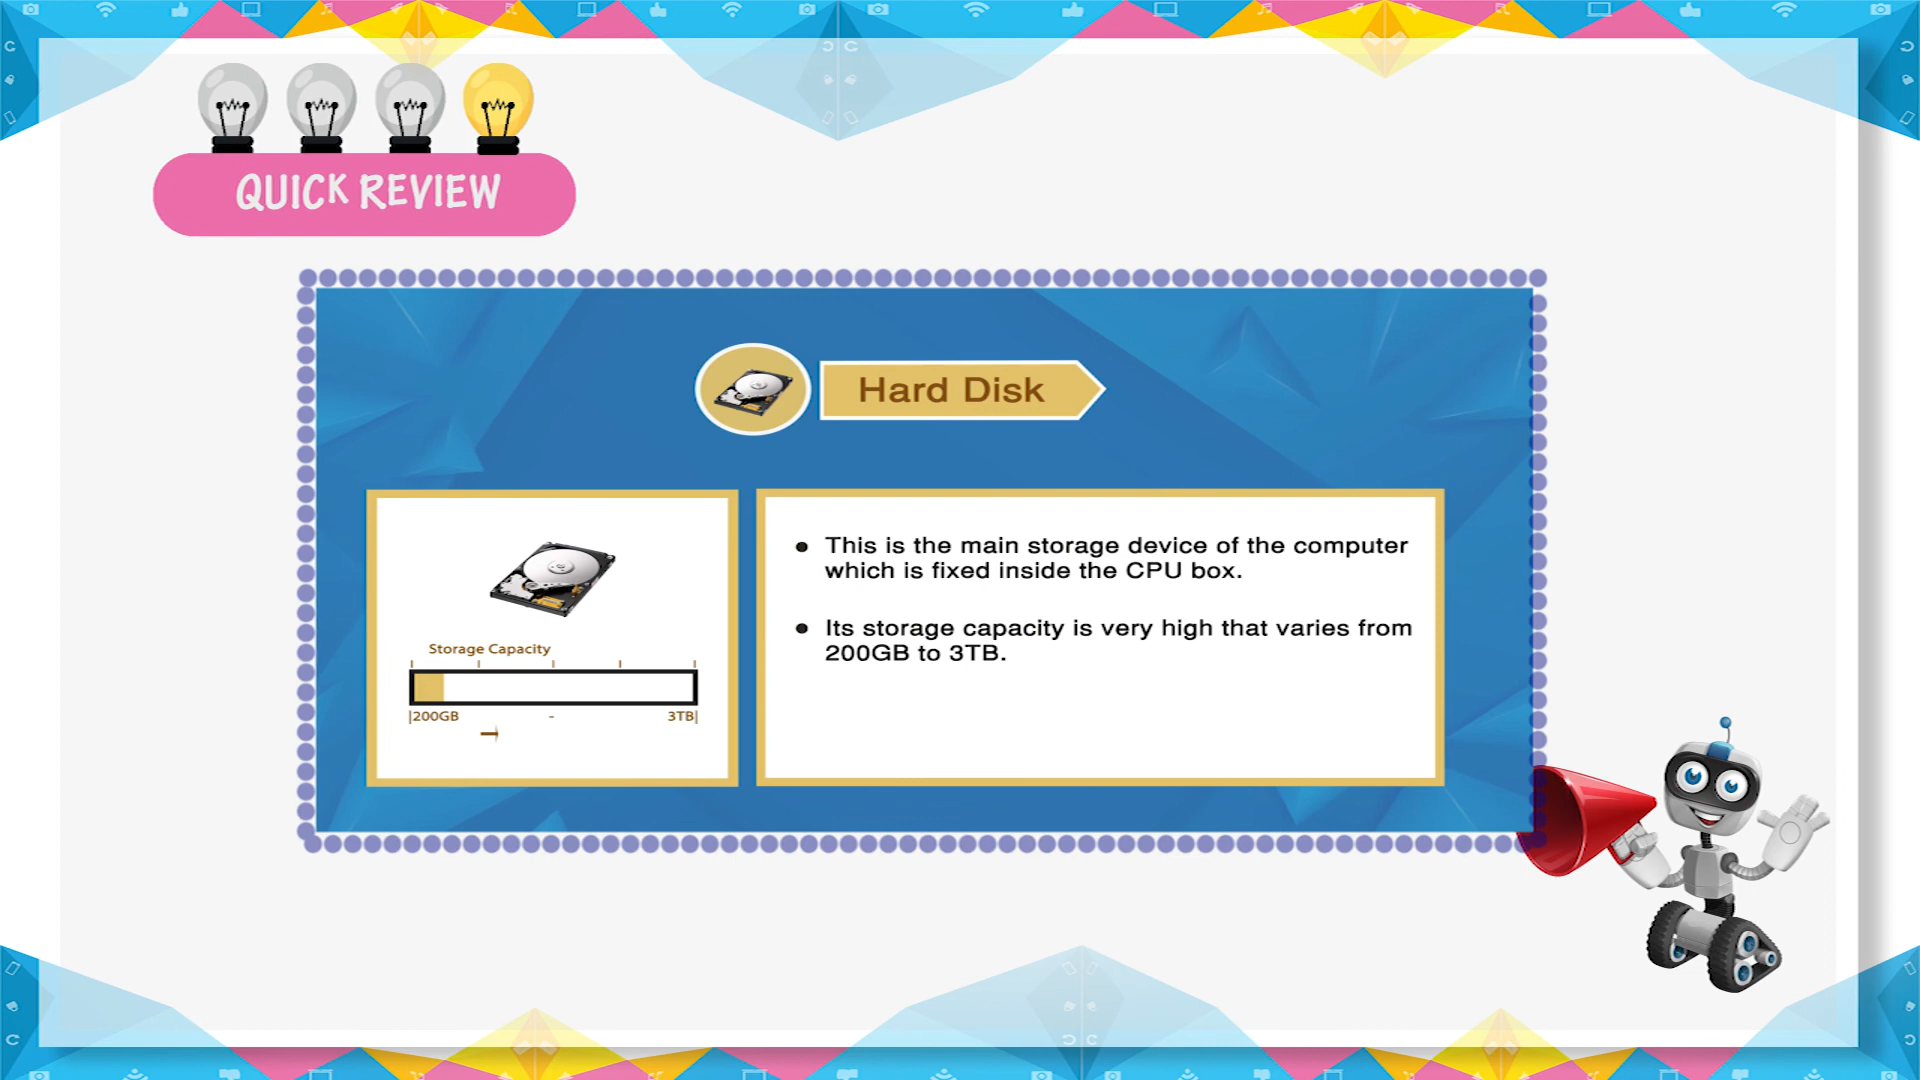 QUICK REVIEW
Hard Disk
Storage Capacity
|200GB - 3TB|
• This is the main storage device of the computer
which is fixed inside the CPU box.
• Its storage capacity is very high that varies from
200GB to 3TB.